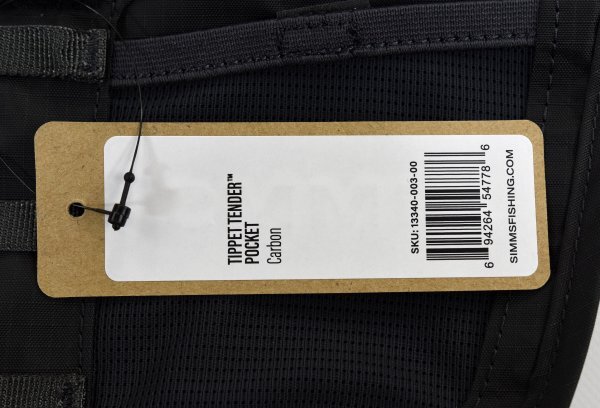 TIPPET TENDER™
POCKET
Carbon
SKU: 13340-003-00
6 94264 54778 6
SIMMSFISHING.COM